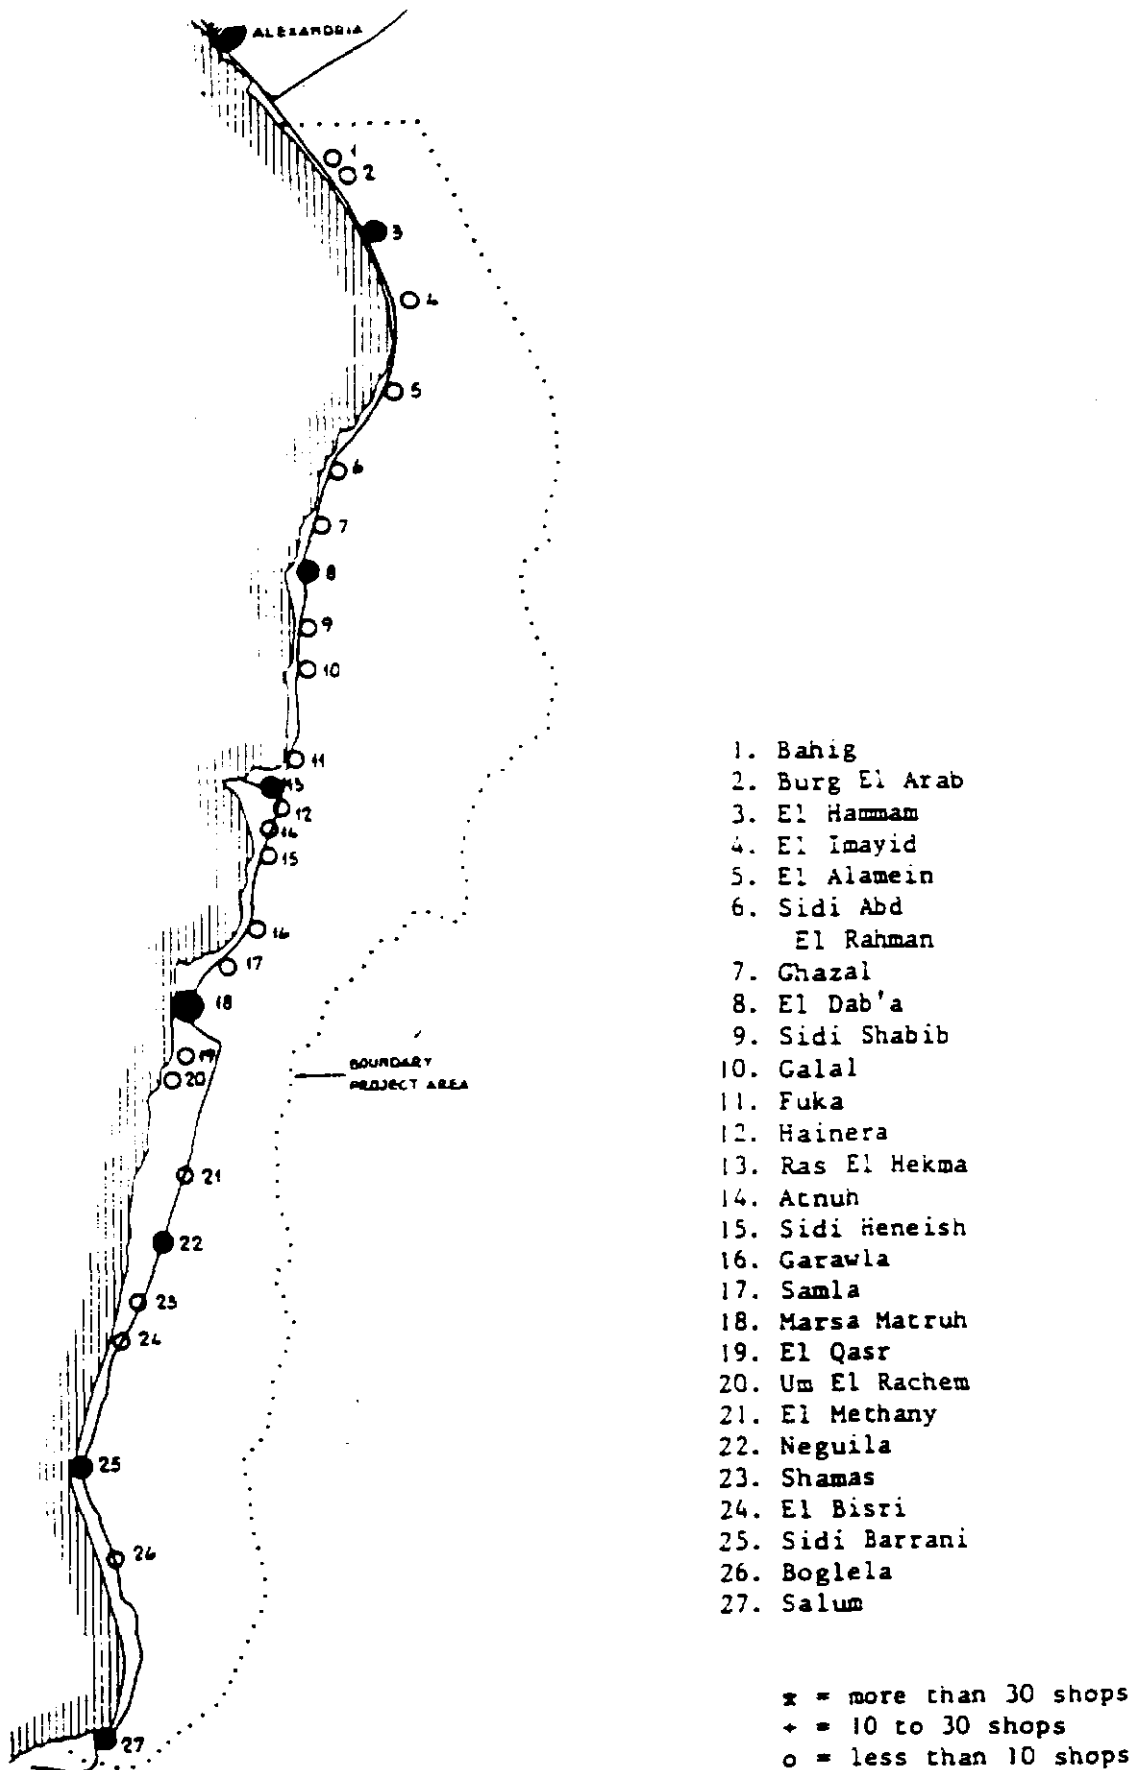 ALEXANDRIA
1
2
3
4
5
6
7
8
9
10
11
13
12
14
15
16
17
18
19
20
BOUNDARY
PROJECT AREA
21
22
23
24
25
26
27
1. Bahig
2. Burg El Arab
3. El Hammam
4. El Imayid
5. El Alamein
6. Sidi Abd
El Rahman
7. Ghazal
8. El Dab'a
9. Sidi Shabib
10. Galal
11. Fuka
12. Hainera
13. Ras El Hekma
14. Atnuh
15. Sidi Heneish
16. Garawla
17. Samla
18. Marsa Matruh
19. El Qasr
20. Um El Rachem
21. El Methany
22. Neguila
23. Shamas
24. El Bisri
25. Sidi Barrani
26. Boglela
27. Salum
* = more than 30 shops
+ = 10 to 30 shops
o = less than 10 shops